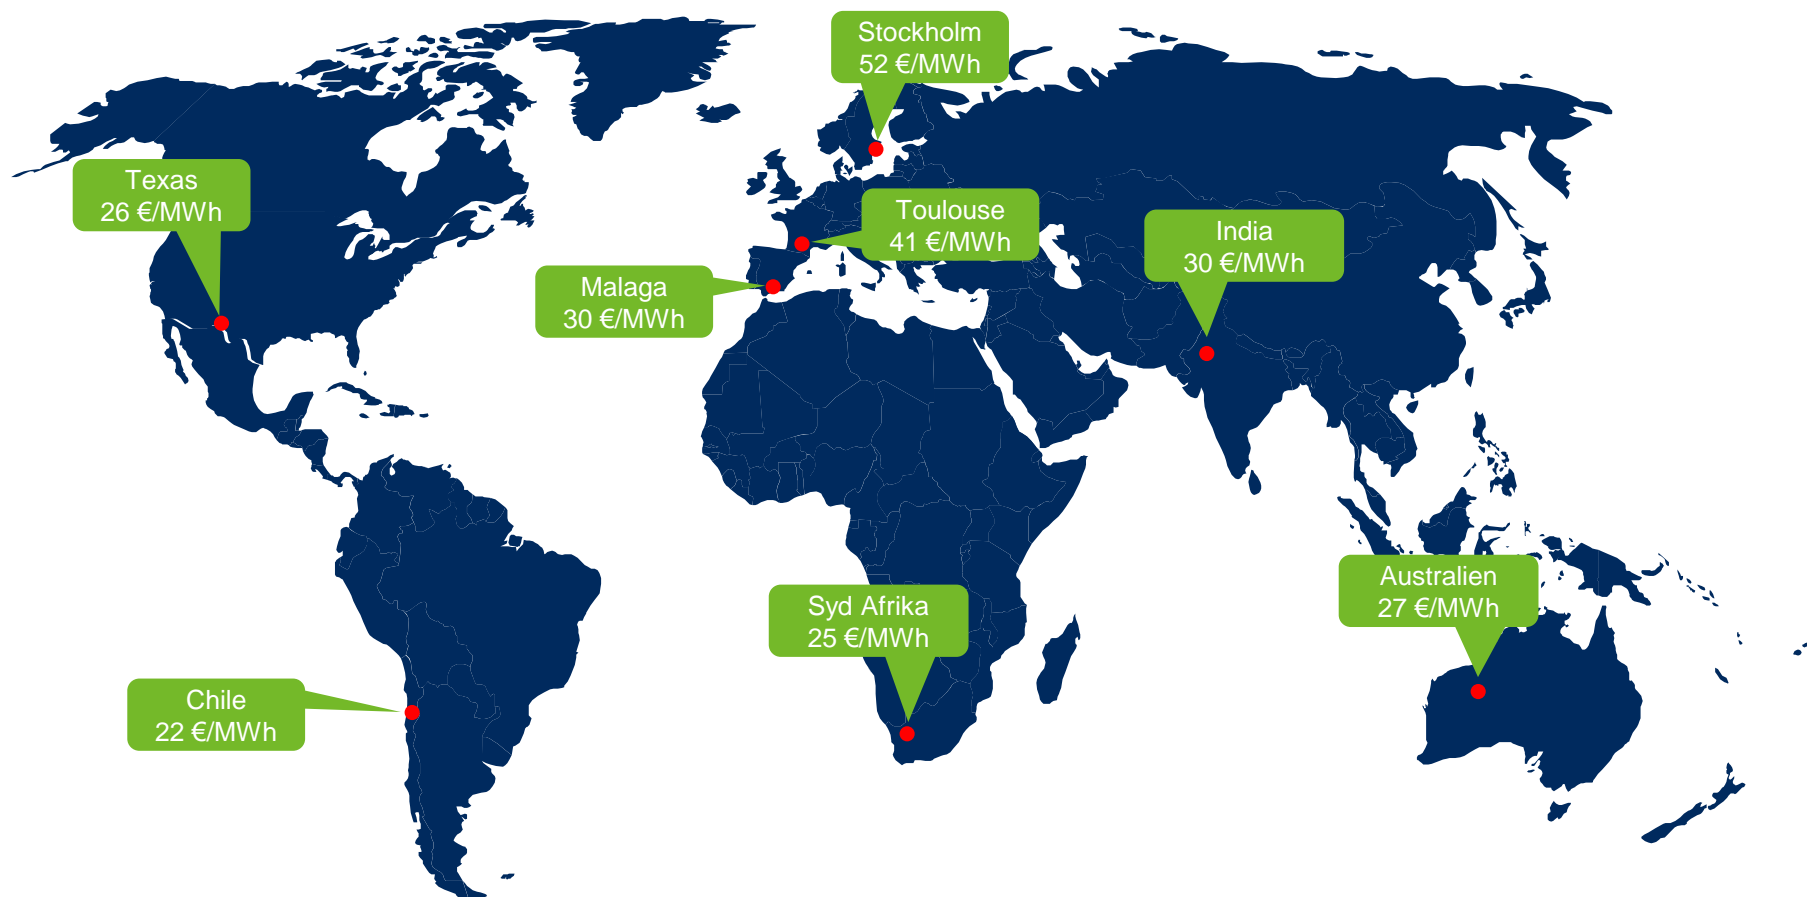 Stockholm
52 €/MWh
Texas
26 €/MWh
Toulouse
41 €/MWh
India
30 €/MWh
Malaga
30 €/MWh
Australien
27 €/MWh
Syd Afrika
25 €/MWh
Chile
22 €/MWh